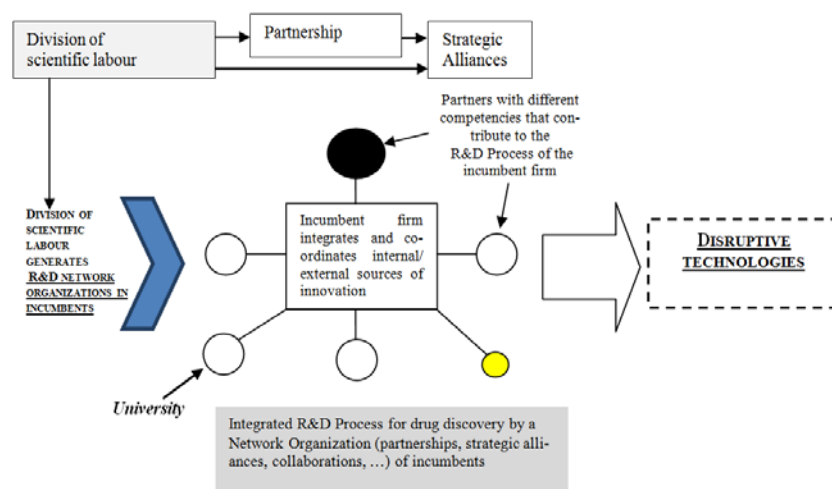 Division of
scientific labour
Partnership
Strategic
Alliances
Partners with different
competencies that con-
tribute to the
R&D Process of the
incumbent firm
DIVISION OF
SCIENTIFIC
LABOUR
GENERATES
R&D NETWORK
ORGANIZATIONS IN
INCUMBENTS
Incumbent firm
integrates and co-
ordinates internal/
external sources of
innovation
DISRUPTIVE
TECHNOLOGIES
University
Integrated R&D Process for drug discovery by a
Network Organization (partnerships, strategic alli-
ances, collaborations, ...) of incumbents